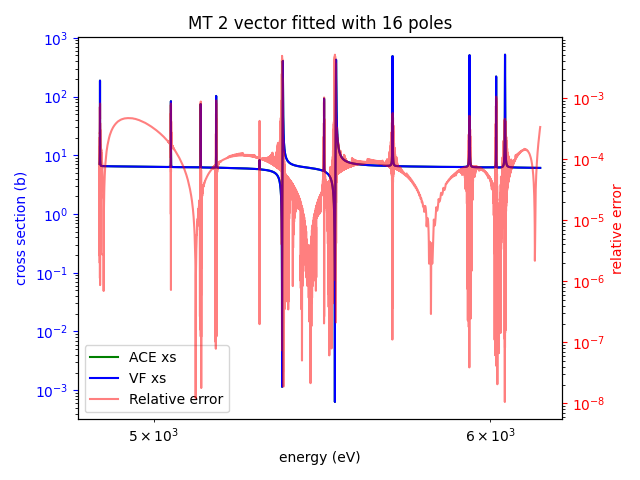 MT 2 vector fitted with 16 poles
10³
10²
10¹
10⁰
10⁻¹
10⁻²
10⁻³
cross section (b)
10⁻³
10⁻⁴
10⁻⁵
10⁻⁶
10⁻⁷
10⁻⁸
relative error
ACE xs
VF xs
Relative error
5 × 10³
6 × 10³
energy (eV)